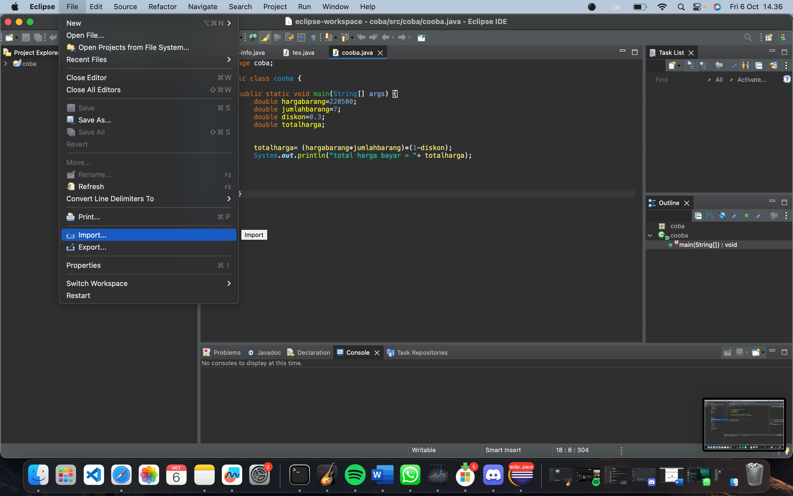 Eclipse File Edit Source Refactor Navigate Search Project Run Window Help Fri 6 Oct 14.36
eclipse-workspace - coba/src/coba/cooba.java - Eclipse IDE
New ⌥⌘N
Open File...
Open Projects from File System...
Recent Files
Close Editor ⌘W
Close All Editors ⇧⌘W
Save ⌘S
Save As...
Save All ⇧⌘S
Revert
Move...
Rename... F2
Refresh F5
Convert Line Delimiters To
Print... ⌘P
Import...
Export...
Properties ⌘I
Switch Workspace
Restart
Import
Project Explorer
coba
-info.java tes.java cooba.java
age coba;
ic class cooba {
public static void main(String[] args) {
double hargabarang=220500;
double jumlahbarang=7;
double diskon=0.3;
double totalharga;
totalharga= (hargabarang*jumlahbarang)*(1-diskon);
System.out.println("total harga bayar = "+ totalharga);
}
Task List
Find All Activate...
Outline
coba
cooba
main(String[]) : void
Problems Javadoc Declaration Console Task Repositories
No consoles to display at this time.
Writable Smart Insert 18 : 6 : 304
OCT
6
2